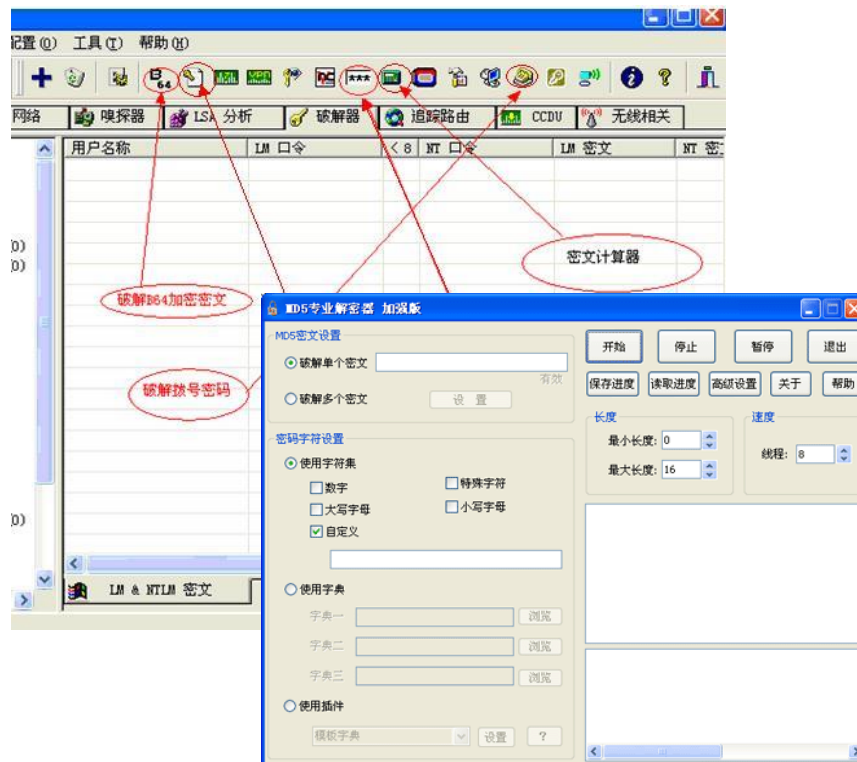 配置(O) 工具(T) 帮助(H)
B64
***
网络 嗅探器 LSA 分析 破解器 追踪路由 CCDU 无线相关
用户名称 LM 口令 < 8 NT 口令 LM 密文 NT 密文
密文计算器
破解B64加密密文
破解拨号密码
LM & NTLM 密文
MD5专业解密器 加强版
MD5密文设置
破解单个密文
有效
破解多个密文 设 置
开始 停止 暂停 退出
保存进度 读取进度 高级设置 关于 帮助
长度
最小长度: 0
最大长度: 16
速度
线程: 8
密码字符设置
使用字符集
数字 特殊字符
大写字母 小写字母
自定义
使用字典
字典一 浏览
字典二 浏览
字典三 浏览
使用插件
模板字典 设置 ?